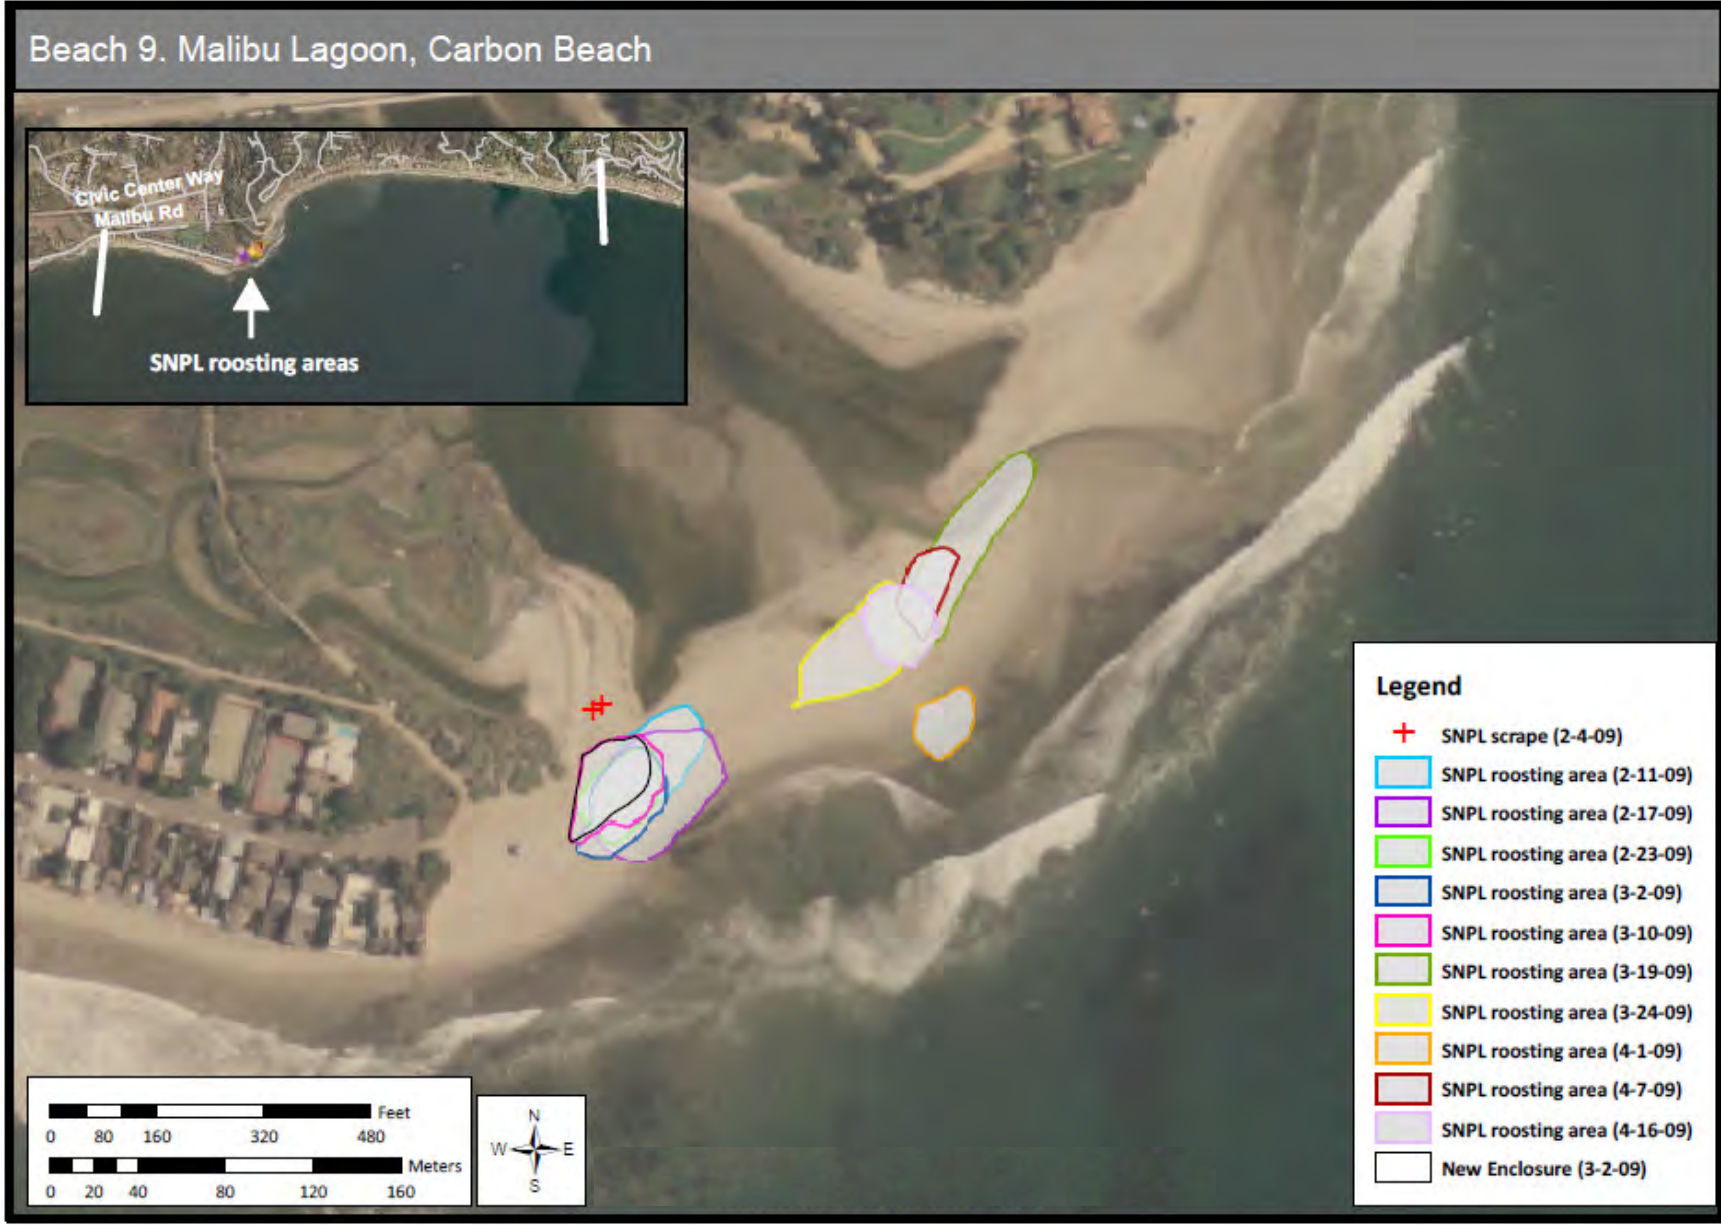 Beach 9. Malibu Lagoon, Carbon Beach
Civic Center Way
Malibu Rd
SNPL roosting areas
Legend
SNPL scrape (2-4-09)
SNPL roosting area (2-11-09)
SNPL roosting area (2-17-09)
SNPL roosting area (2-23-09)
SNPL roosting area (3-2-09)
SNPL roosting area (3-10-09)
SNPL roosting area (3-19-09)
SNPL roosting area (3-24-09)
SNPL roosting area (4-1-09)
SNPL roosting area (4-7-09)
SNPL roosting area (4-16-09)
New Enclosure (3-2-09)
Feet
0 80 160 320 480
Meters
0 20 40 80 120 160
N
W E
S